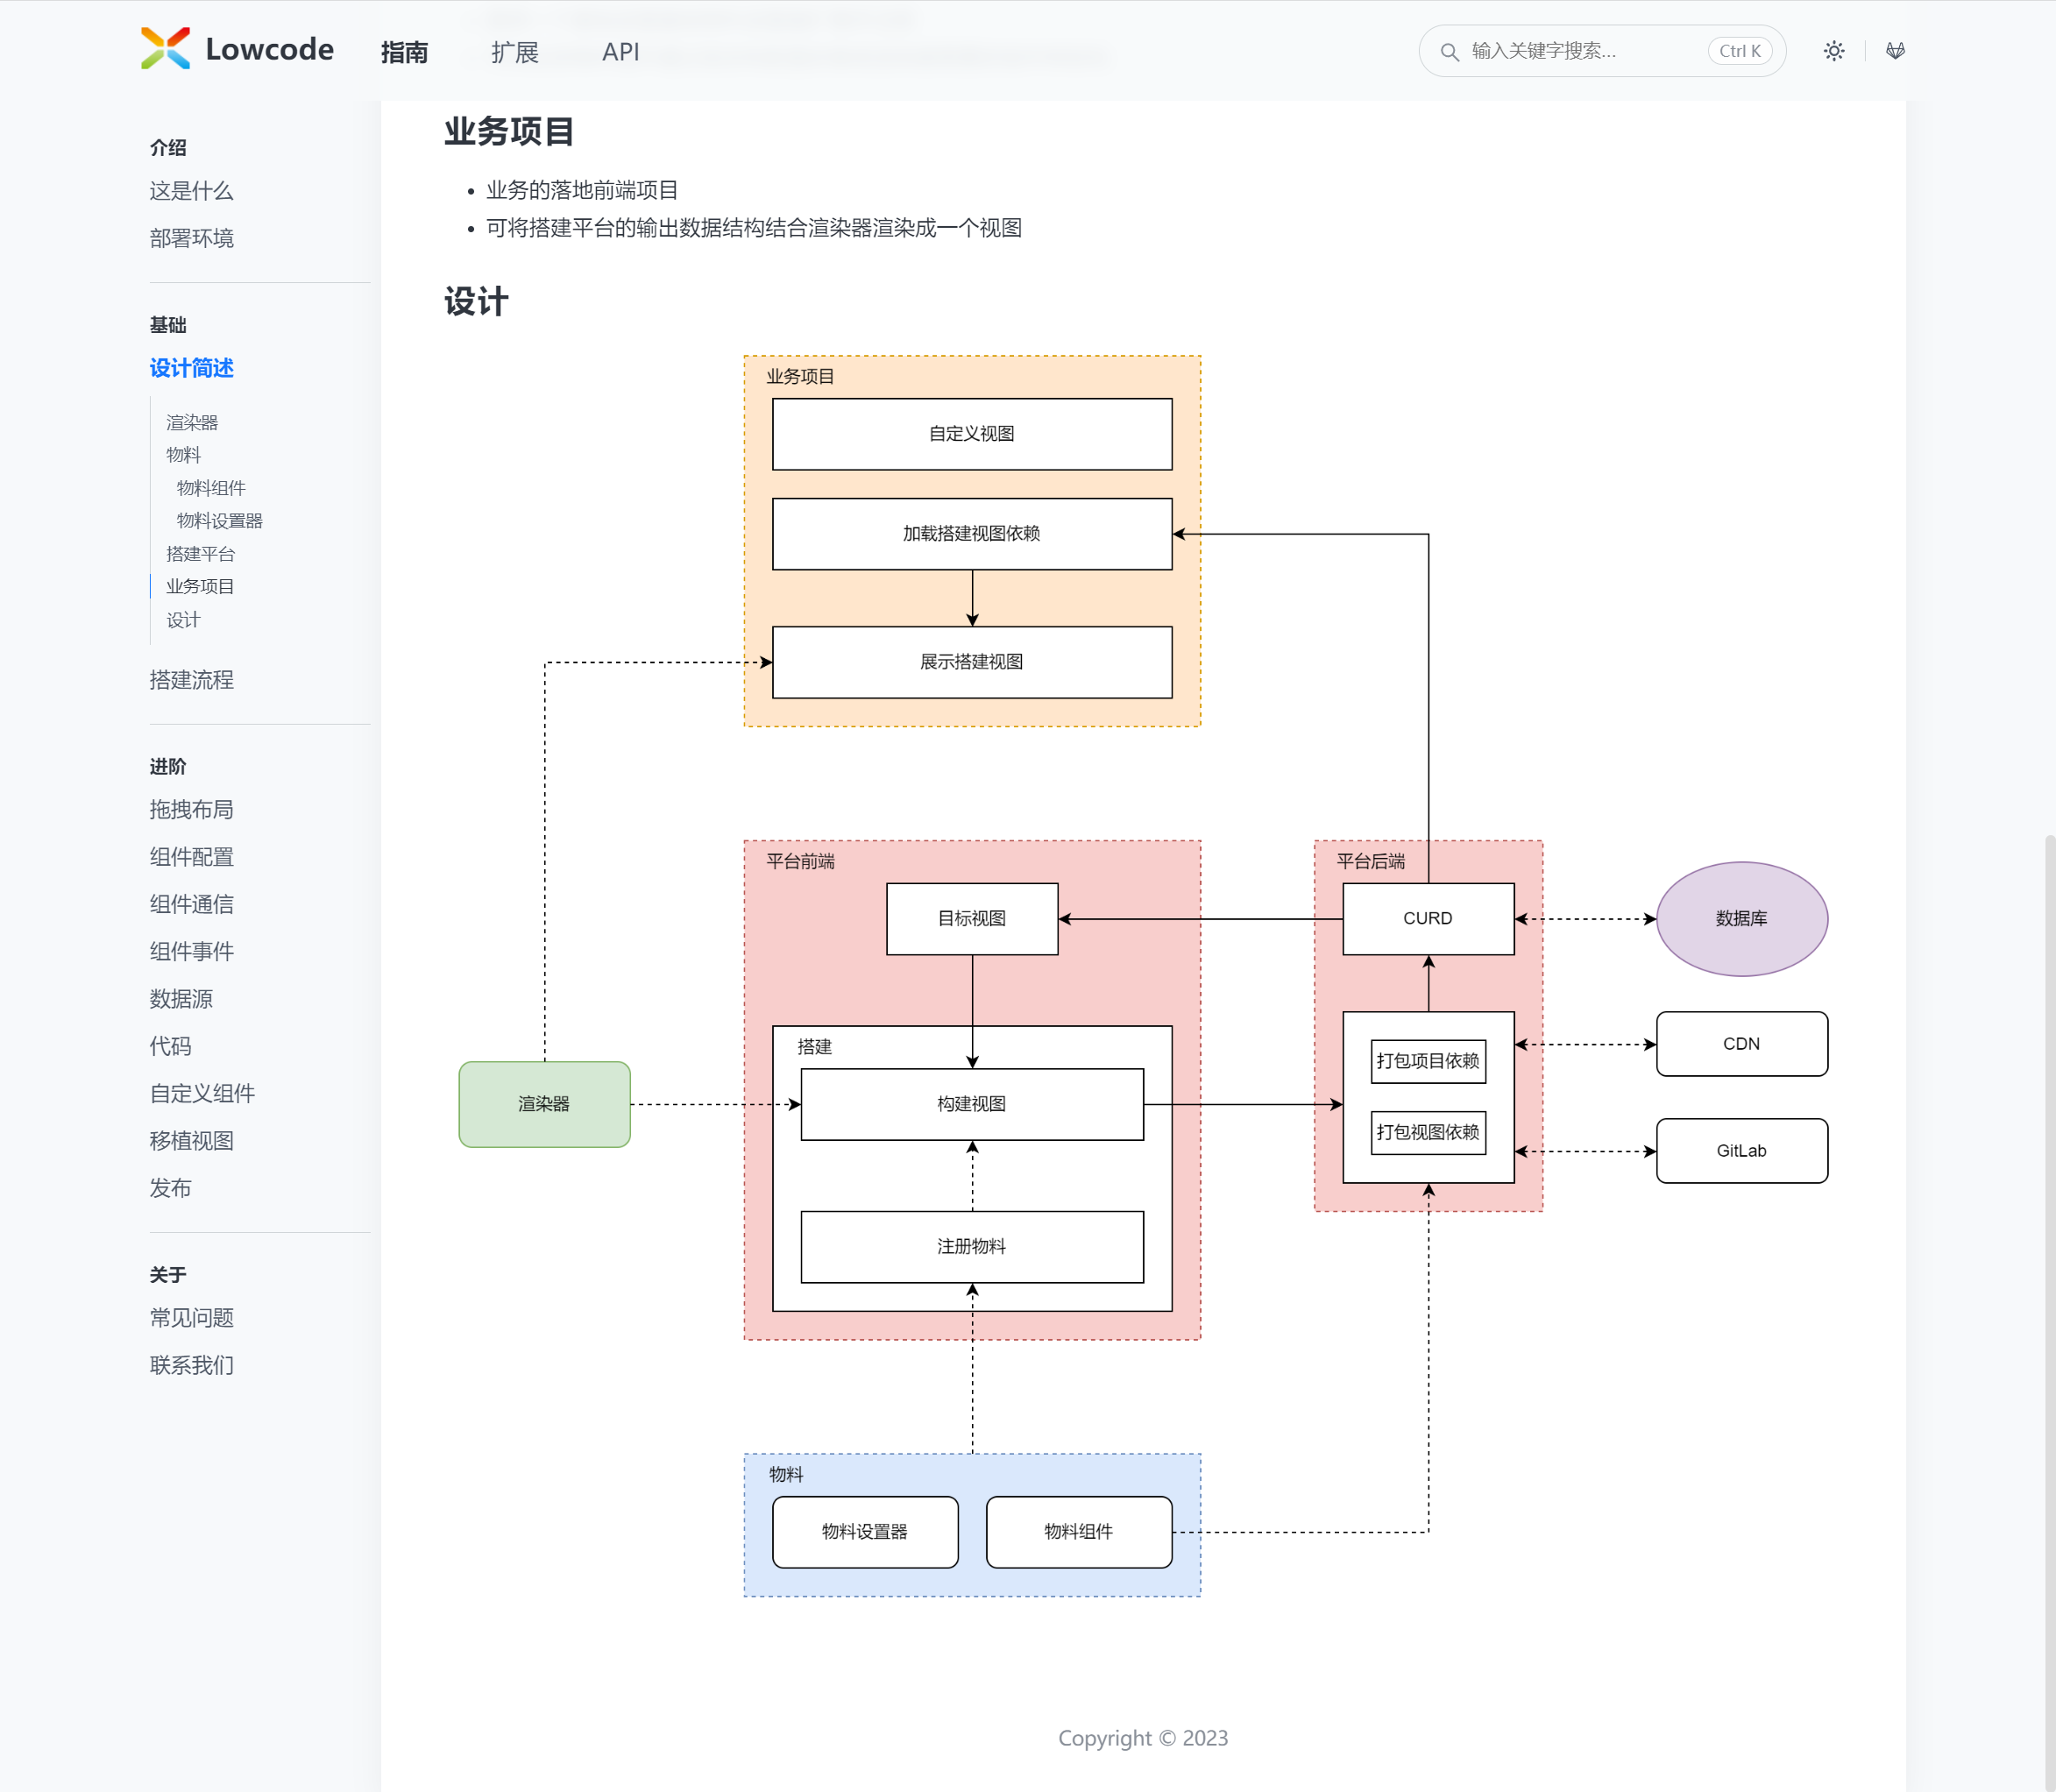 Lowcode
指南
扩展
API
输入关键字搜索...
Ctrl K
介绍
这是什么
部署环境
基础
设计简述
渲染器
物料
物料组件
物料设置器
搭建平台
业务项目
设计
搭建流程
进阶
拖拽布局
组件配置
组件通信
组件事件
数据源
代码
自定义组件
移植视图
发布
关于
常见问题
联系我们
业务项目
• 业务的落地前端项目
• 可将搭建平台的输出数据结构结合渲染器渲染成一个视图
设计
业务项目
自定义视图
加载搭建视图依赖
展示搭建视图
平台前端
目标视图
搭建
构建视图
注册物料
渲染器
平台后端
CURD
打包项目依赖
打包视图依赖
数据库
CDN
GitLab
物料
物料设置器
物料组件
Copyright © 2023